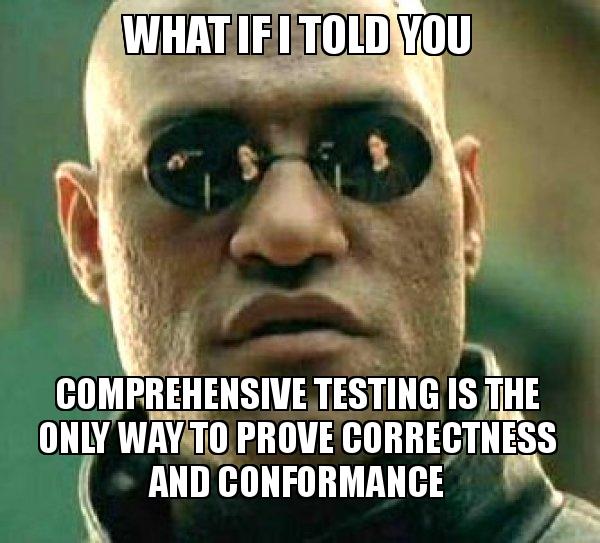 WHAT IF I TOLD YOU
COMPREHENSIVE TESTING IS THE
ONLY WAY TO PROVE CORRECTNESS
AND CONFORMANCE